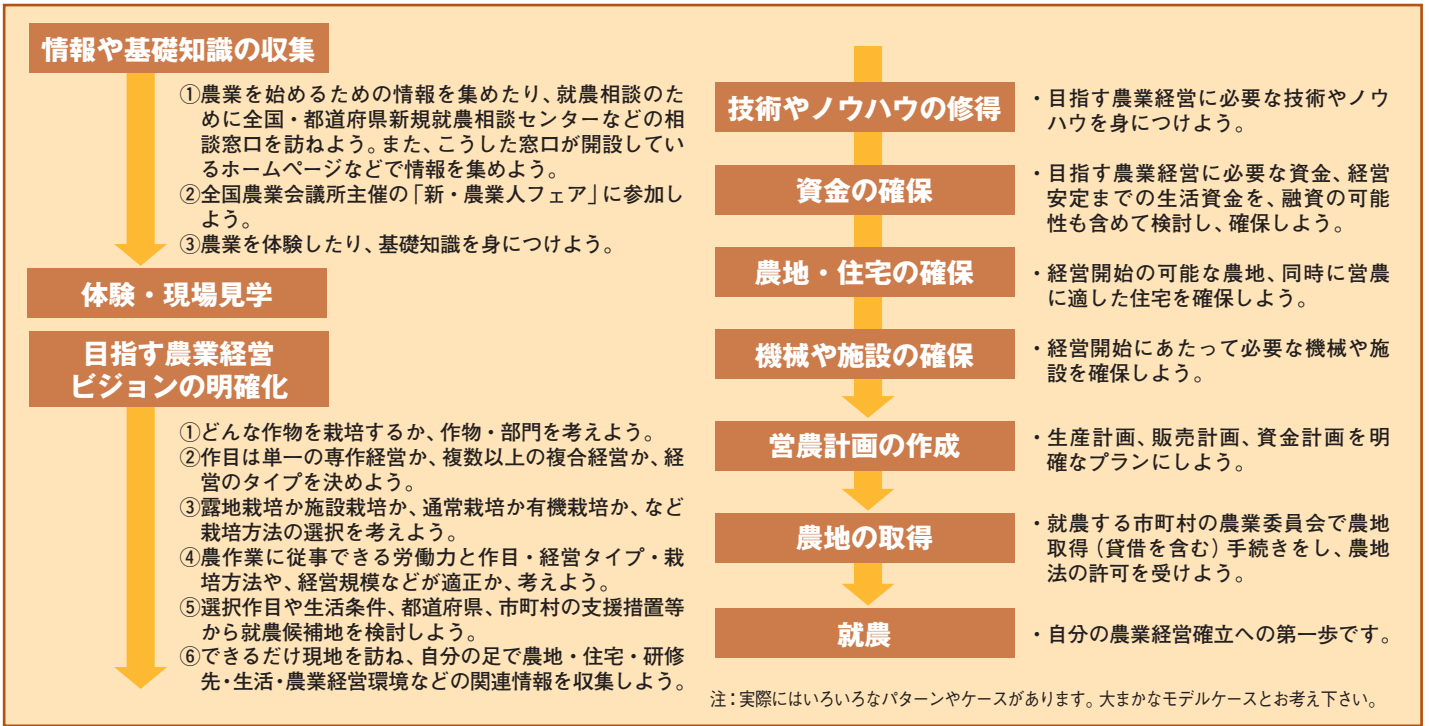 情報や基礎知識の収集
①農業を始めるための情報を集めたり、就農相談のた
めに全国・都道府県新規就農相談センターなどの相
談窓口を訪ねよう。また、こうした窓口が開設してい
るホームページなどで情報を集めよう。
②全国農業会議所主催の「新・農業人フェア」に参加し
よう。
③農業を体験したり、基礎知識を身につけよう。
体験・現場見学
目指す農業経営
ビジョンの明確化
①どんな作物を栽培するか、作物・部門を考えよう。
②作目は単一の専作経営か、複数以上の複合経営か、経
営のタイプを決めよう。
③露地栽培か施設栽培か、通常栽培か有機栽培か、など
栽培方法の選択を考えよう。
④農作業に従事できる労働力と作目・経営タイプ・栽
培方法や、経営規模などが適正か、考えよう。
⑤選択作目や生活条件、都道府県、市町村の支援措置等
から就農候補地を検討しよう。
⑥できるだけ現地を訪ね、自分の足で農地・住宅・研修
先・生活・農業経営環境などの関連情報を収集しよう。
技術やノウハウの修得
・目指す農業経営に必要な技術やノウ
ハウを身につけよう。
資金の確保
・目指す農業経営に必要な資金、経営
安定までの生活資金を、融資の可能
性も含めて検討し、確保しよう。
農地・住宅の確保
・経営開始の可能な農地、同時に営農
に適した住宅を確保しよう。
機械や施設の確保
・経営開始にあたって必要な機械や施
設を確保しよう。
営農計画の作成
・生産計画、販売計画、資金計画を明
確なプランにしよう。
農地の取得
・就農する市町村の農業委員会で農地
取得（貸借を含む）手続きをし、農地
法の許可を受けよう。
就農
・自分の農業経営確立への第一歩です。
注：実際にはいろいろなパターンやケースがあります。大まかなモデルケースとお考え下さい。